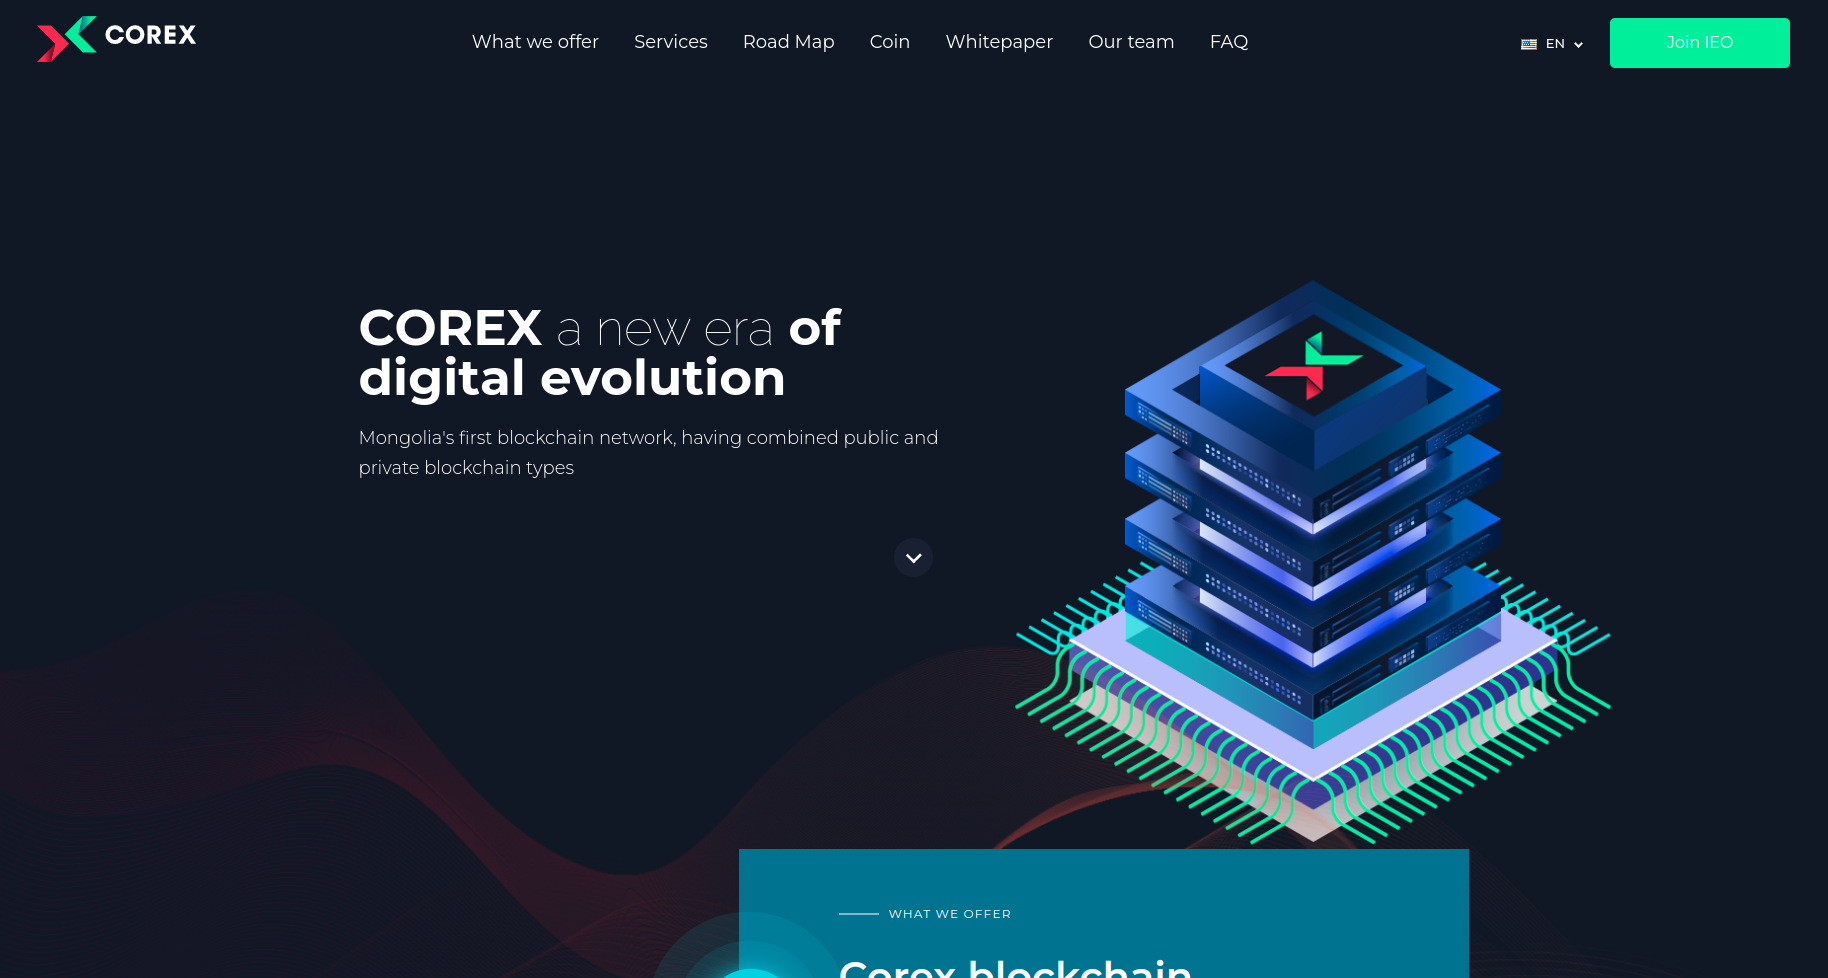 COREX
What we offer
Services
Road Map
Coin
Whitepaper
Our team
FAQ
EN
Join IEO
COREX a new era of
digital evolution
Mongolia's first blockchain network, having combined public and
private blockchain types
WHAT WE OFFER
Corex blockchain